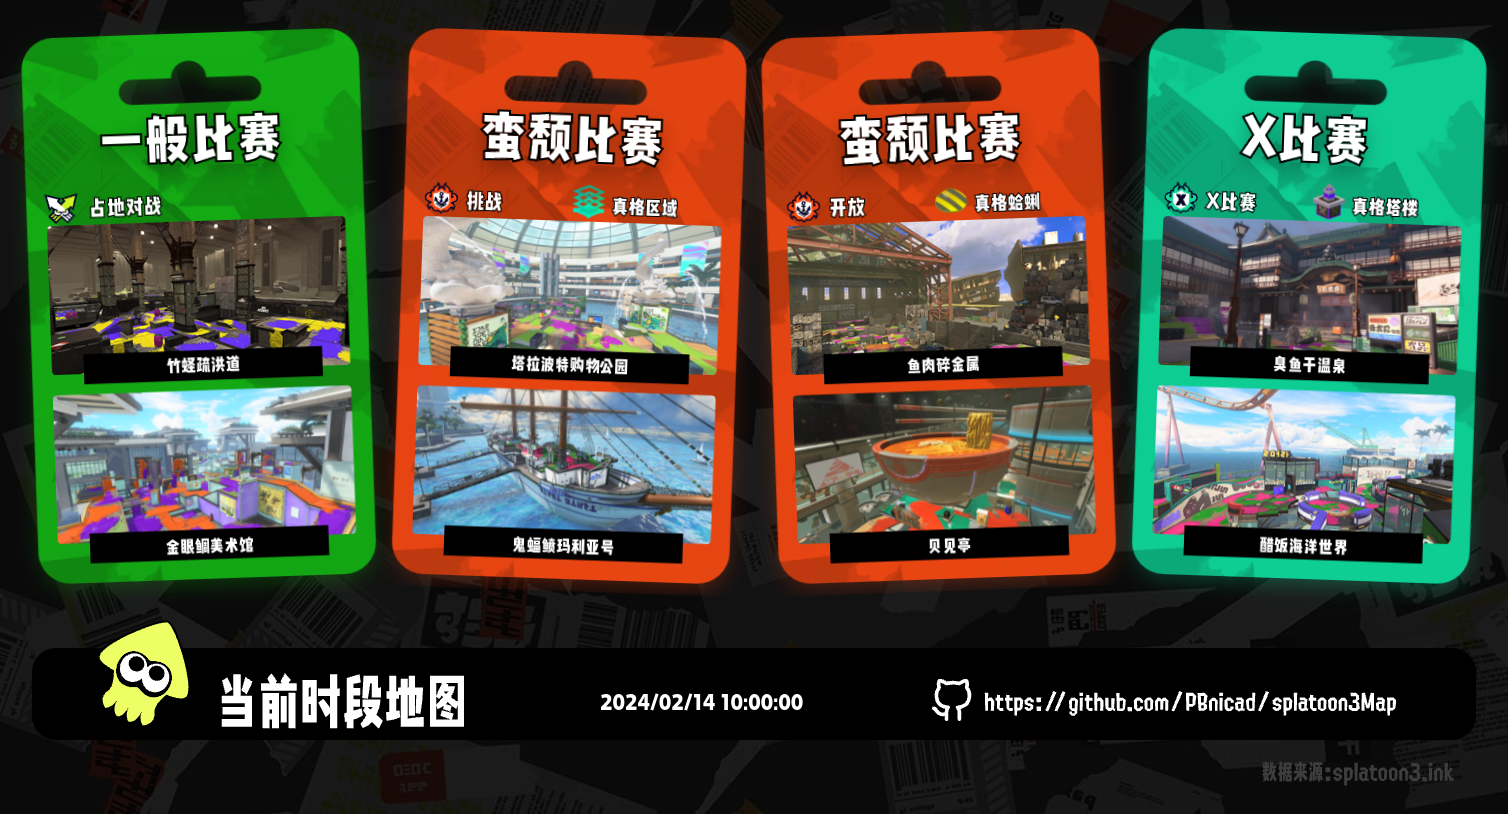 一般比赛
占地对战
竹蛏疏洪道
金眼鲷美术馆
蛮颓比赛
挑战
真格区域
塔拉波特购物公园
鬼蝠鲼玛利亚号
蛮颓比赛
开放
真格蛤蜊
鱼肉碎金属
贝见亭
X比赛
X比赛
真格塔楼
臭鱼干温泉
醋饭海洋世界
当前时段地图
2024/02/14 10:00:00
https://github.com/PBnicad/splatoon3Map
数据来源:splatoon3.ink